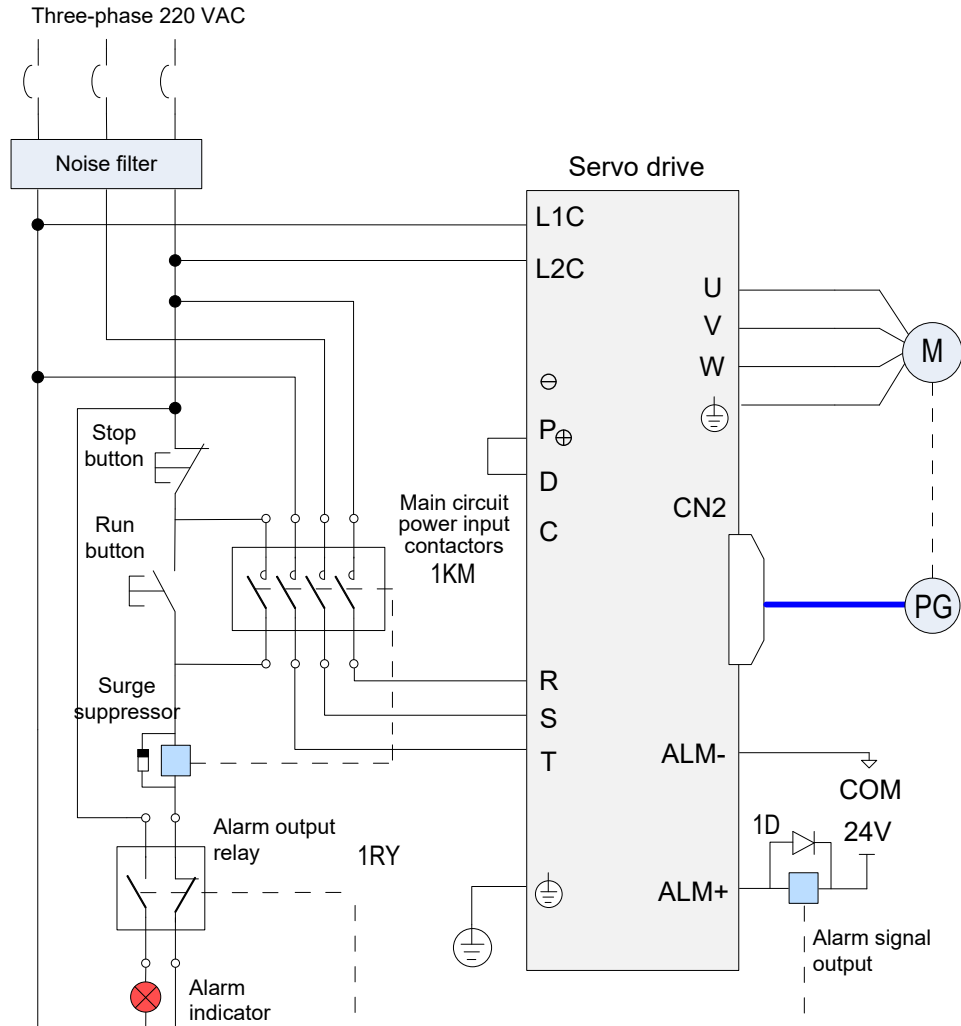 Three-phase 220 VAC
Noise filter
Servo drive
L1C
L2C
U
V
W
M
⊖
P⊕
D
C
Stop
button
Run
button
Main circuit
power input
contactors
1KM
CN2
PG
R
S
T
Surge
suppressor
ALM-
COM
24V
1D
ALM+
Alarm output
relay
1RY
Alarm signal
output
Alarm
indicator